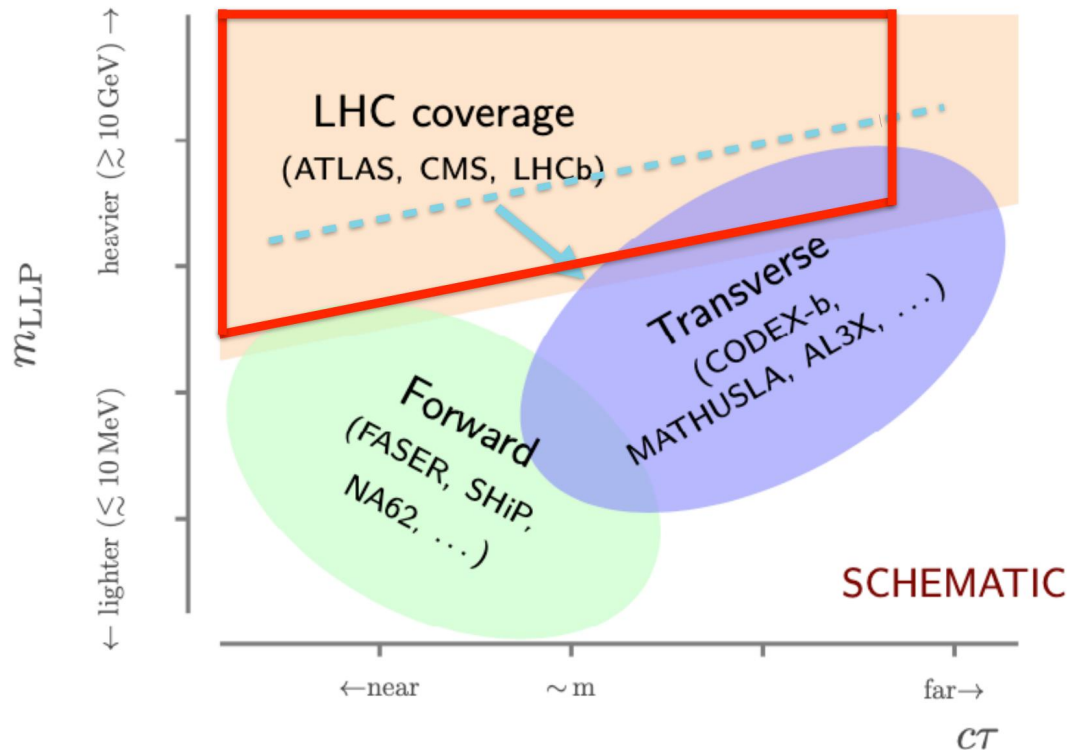 ← lighter (≲ 10 MeV)    heavier (≳ 10 GeV) →
m_LLP
LHC coverage
(ATLAS, CMS, LHCb)
Transverse
(CODEX-b,
MATHUSLA, AL3X, ...)
Forward
(FASER, SHiP,
NA62, ...)
SCHEMATIC
←near    ∼ m    far→
cτ